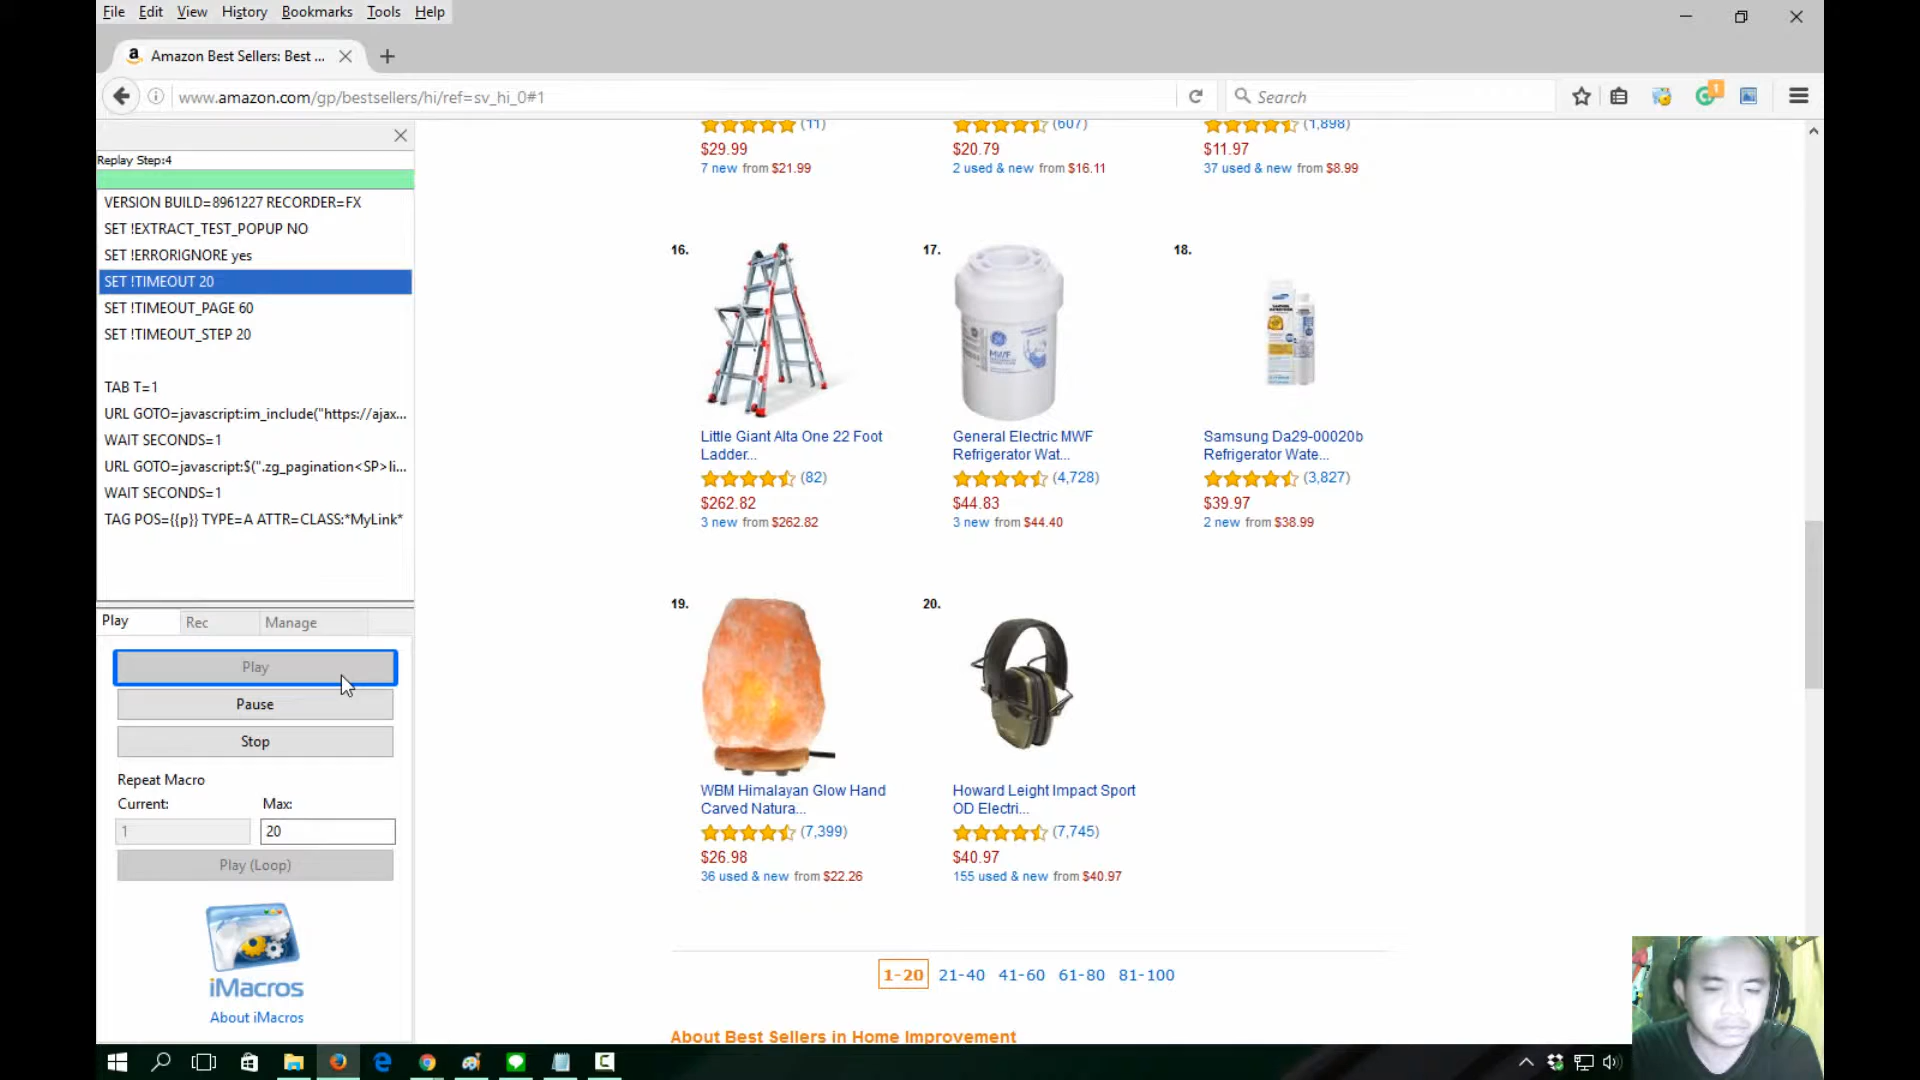 File Edit View History Bookmarks Tools Help
Amazon Best Sellers: Best ...
www.amazon.com/gp/bestsellers/hi/ref=sv_hi_0#1
Search
1
Replay Step:4
VERSION BUILD=8961227 RECORDER=FX
SET !EXTRACT_TEST_POPUP NO
SET !ERRORIGNORE yes
SET !TIMEOUT 20
SET !TIMEOUT_PAGE 60
SET !TIMEOUT_STEP 20
TAB T=1
URL GOTO=javascript:im_include("https://ajax...
WAIT SECONDS=1
URL GOTO=javascript:$(".zg_pagination<SP>li...
WAIT SECONDS=1
TAG POS={{p}} TYPE=A ATTR=CLASS:*MyLink*
Play Rec Manage
Play
Pause
Stop
Repeat Macro
Current: Max:
1 20
Play (Loop)
iMacros
About iMacros
(11) (607) (1,898)
$29.99 $20.79 $11.97
7 new from $21.99 2 used & new from $16.11 37 used & new from $8.99
16. 17. 18.
MWF
Little Giant Alta One 22 Foot General Electric MWF Samsung Da29-00020b
Ladder... Refrigerator Wat... Refrigerator Wate...
(82) (4,728) (3,827)
$262.82 $44.83 $39.97
3 new from $262.82 3 new from $44.40 2 new from $38.99
19. 20.
WBM Himalayan Glow Hand Howard Leight Impact Sport
Carved Natura... OD Electri...
(7,399) (7,745)
$26.98 $40.97
36 used & new from $22.26 155 used & new from $40.97
1-20 21-40 41-60 61-80 81-100
About Best Sellers in Home Improvement